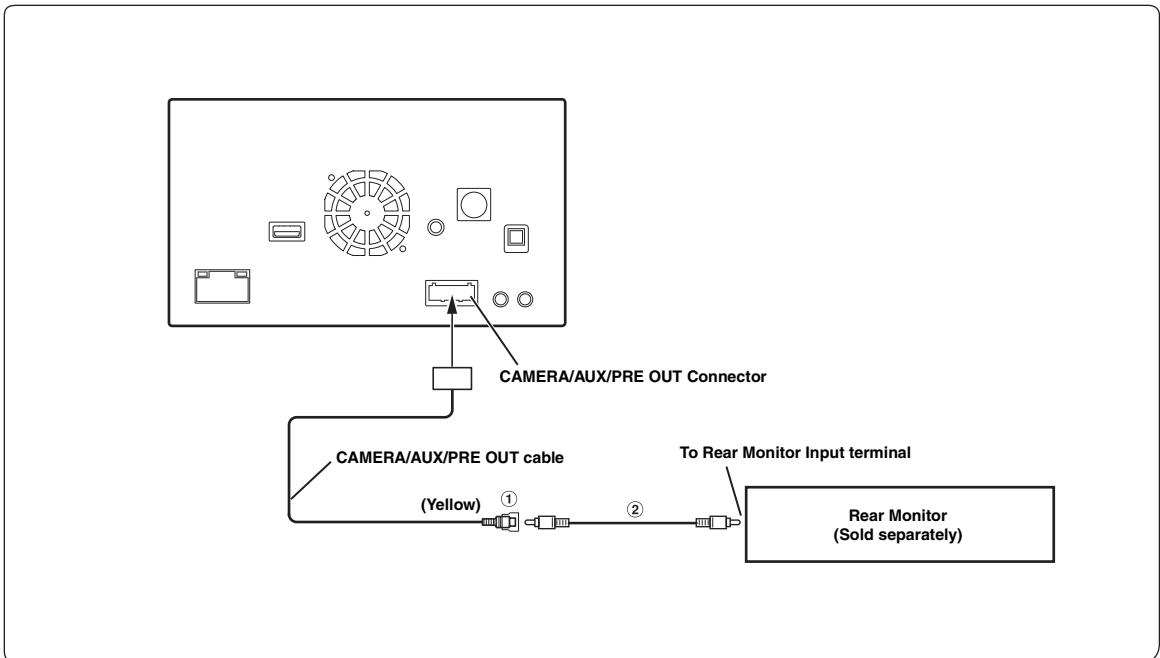 CAMERA/AUX/PRE OUT Connector
CAMERA/AUX/PRE OUT cable
To Rear Monitor Input terminal
(Yellow)
①
②
Rear Monitor
(Sold separately)